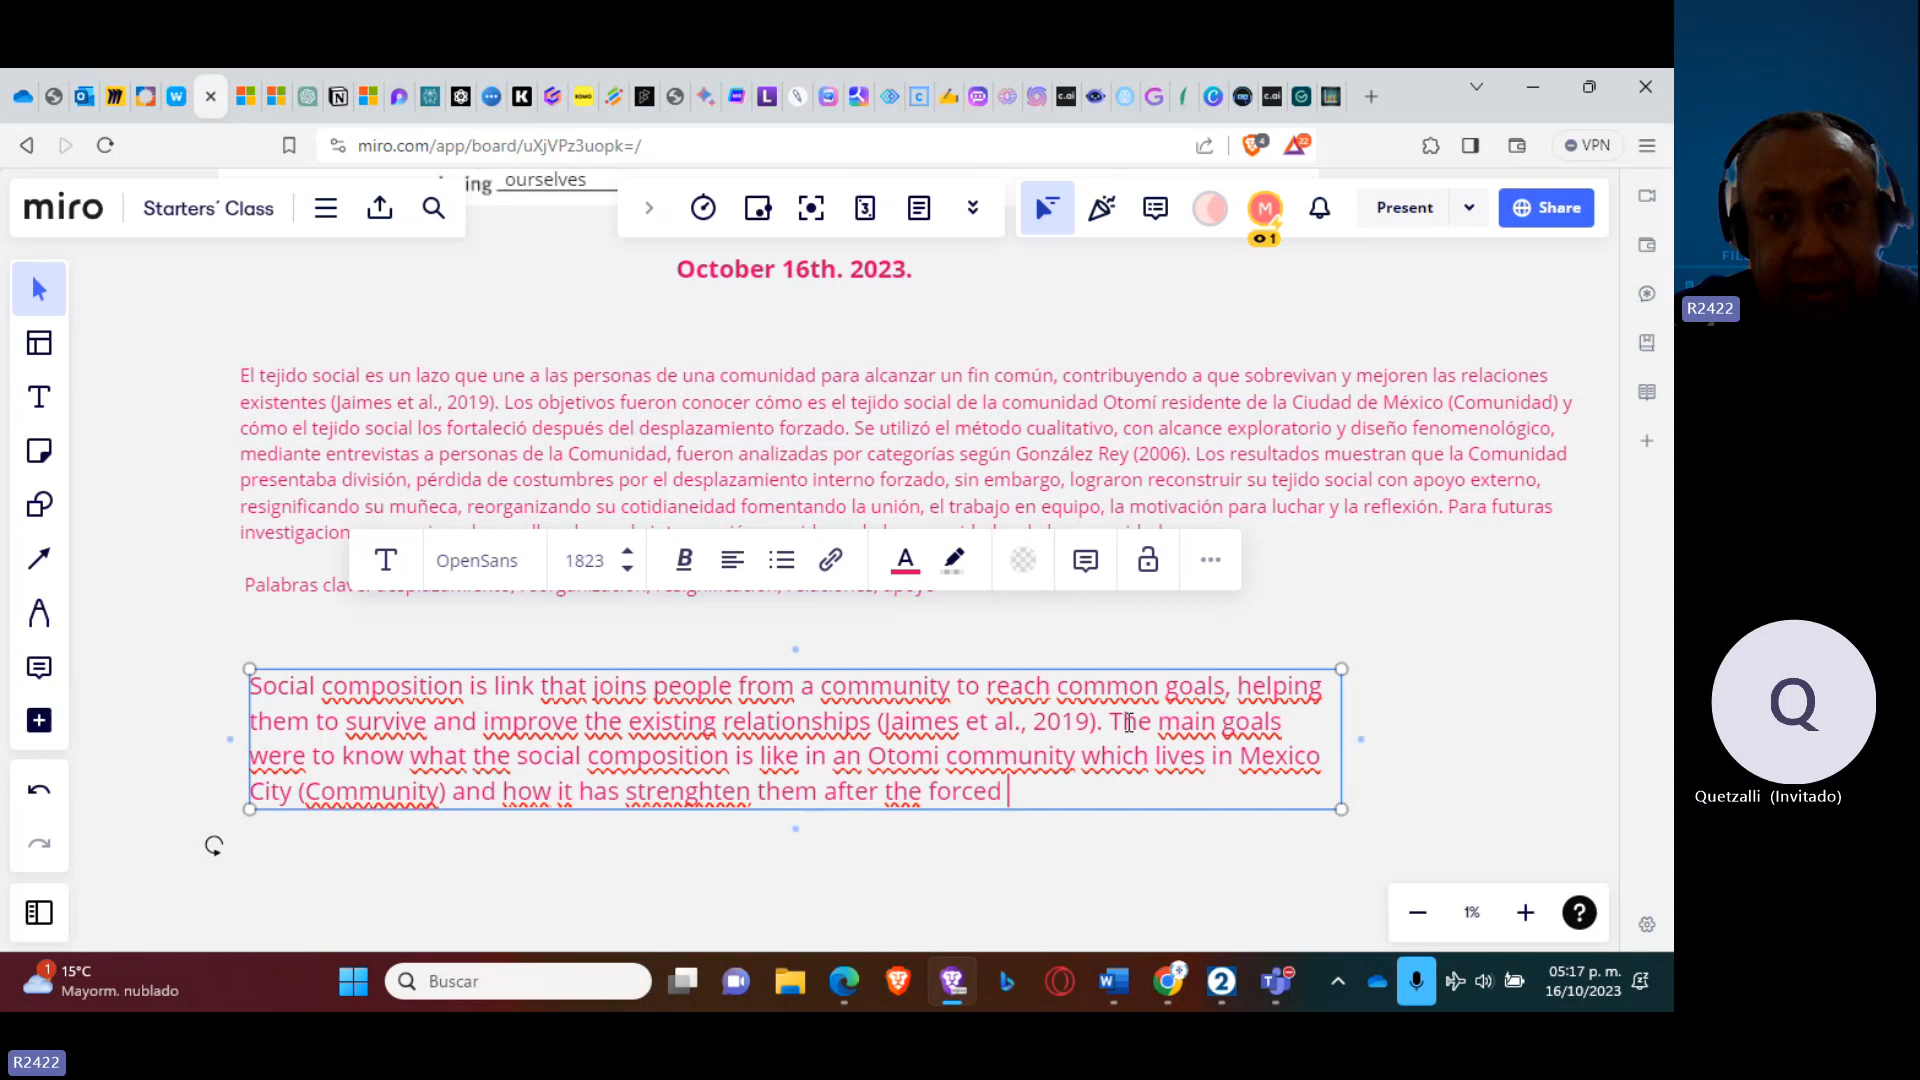 miro.com/app/board/uXjVPz3uopk=/
VPN
ing ourselves
miro
Starters´ Class
3
M
1
Present
Share
October 16th. 2023.
El tejido social es un lazo que une a las personas de una comunidad para alcanzar un fin común, contribuyendo a que sobrevivan y mejoren las relaciones
existentes (Jaimes et al., 2019). Los objetivos fueron conocer cómo es el tejido social de la comunidad Otomí residente de la Ciudad de México (Comunidad) y
cómo el tejido social los fortaleció después del desplazamiento forzado. Se utilizó el método cualitativo, con alcance exploratorio y diseño fenomenológico,
mediante entrevistas a personas de la Comunidad, fueron analizadas por categorías según González Rey (2006). Los resultados muestran que la Comunidad
presentaba división, pérdida de costumbres por el desplazamiento interno forzado, sin embargo, lograron reconstruir su tejido social con apoyo externo,
resignificando su muñeca, reorganizando su cotidianeidad fomentando la unión, el trabajo en equipo, la motivación para luchar y la reflexión. Para futuras
investigacion
OpenSans
1823
B
A
Palabras clav
Social composition is link that joins people from a community to reach common goals, helping
them to survive and improve the existing relationships (Jaimes et al., 2019). The main goals
were to know what the social composition is like in an Otomi community which lives in Mexico
City (Community) and how it has strenghten them after the forced
1%
?
1
15°C
Mayorm. nublado
Buscar
05:17 p. m.
16/10/2023
R2422
Q
Quetzalli (Invitado)
R2422